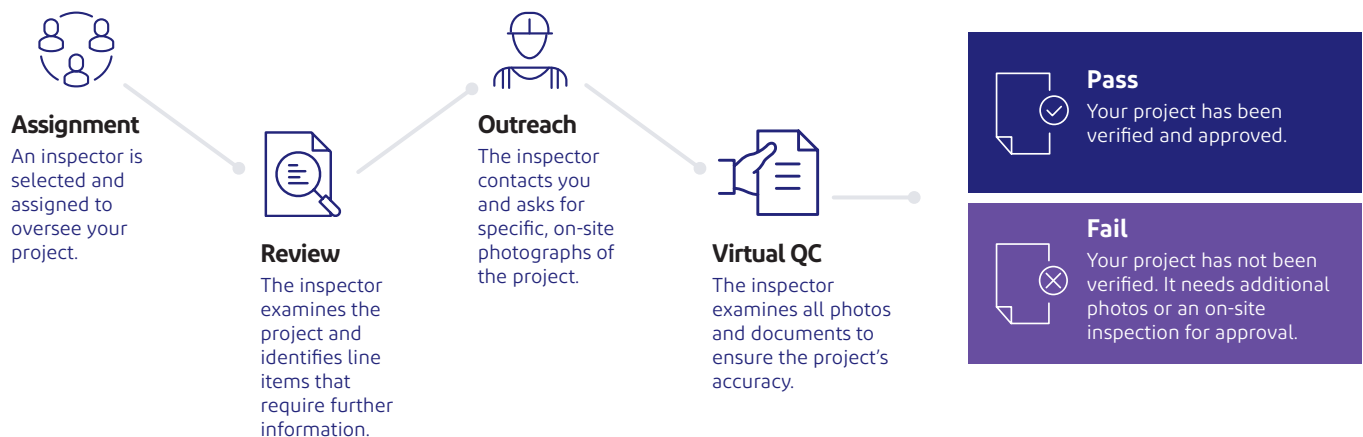 Assignment
An inspector is
selected and
assigned to
oversee your
project.
Review
The inspector
examines the
project and
identifies line
items that
require further
information.
Outreach
The inspector
contacts you
and asks for
specific, on-site
photographs of
the project.
Virtual QC
The inspector
examines all photos
and documents to
ensure the project’s
accuracy.
Pass
Your project has been
verified and approved.
Fail
Your project has not been
verified. It needs additional
photos or an on-site
inspection for approval.